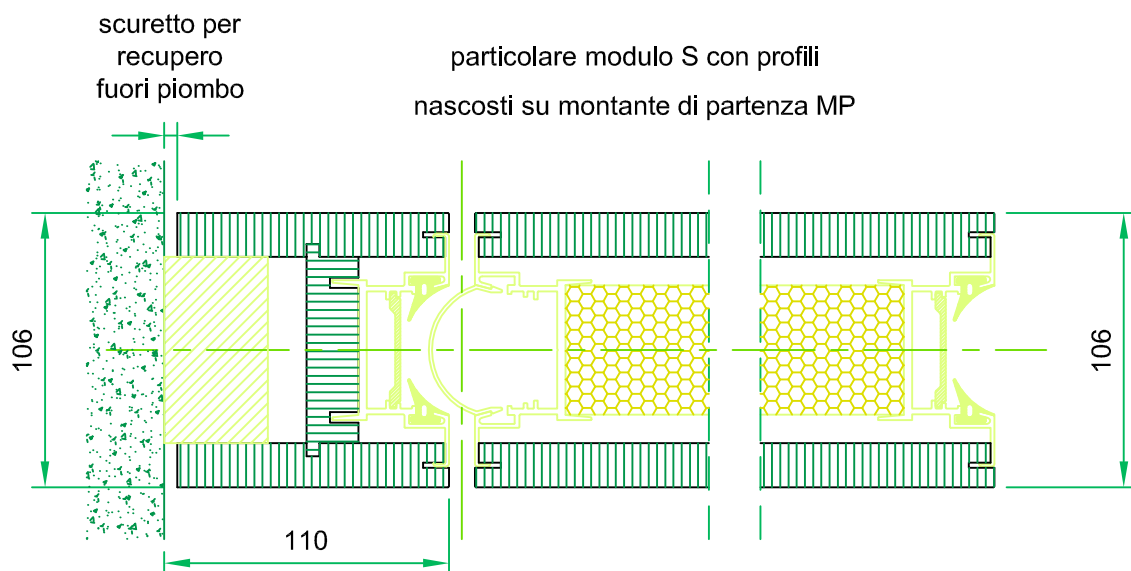 scuretto per
recupero
fuori piombo
particolare modulo S con profili
nascosti su montante di partenza MP
106
106
110